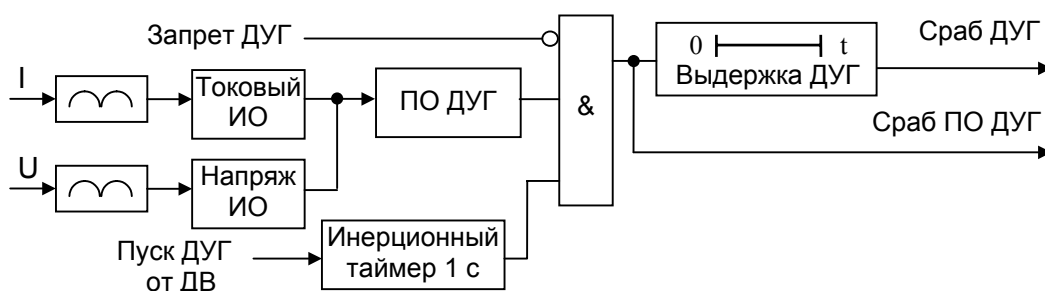 Запрет ДУГ
0 t
Выдержка ДУГ
Сраб ДУГ
I
Токовый
ИО
ПО ДУГ
&
Сраб ПО ДУГ
U
Напряж
ИО
Пуск ДУГ
от ДВ
Инерционный
таймер 1 с